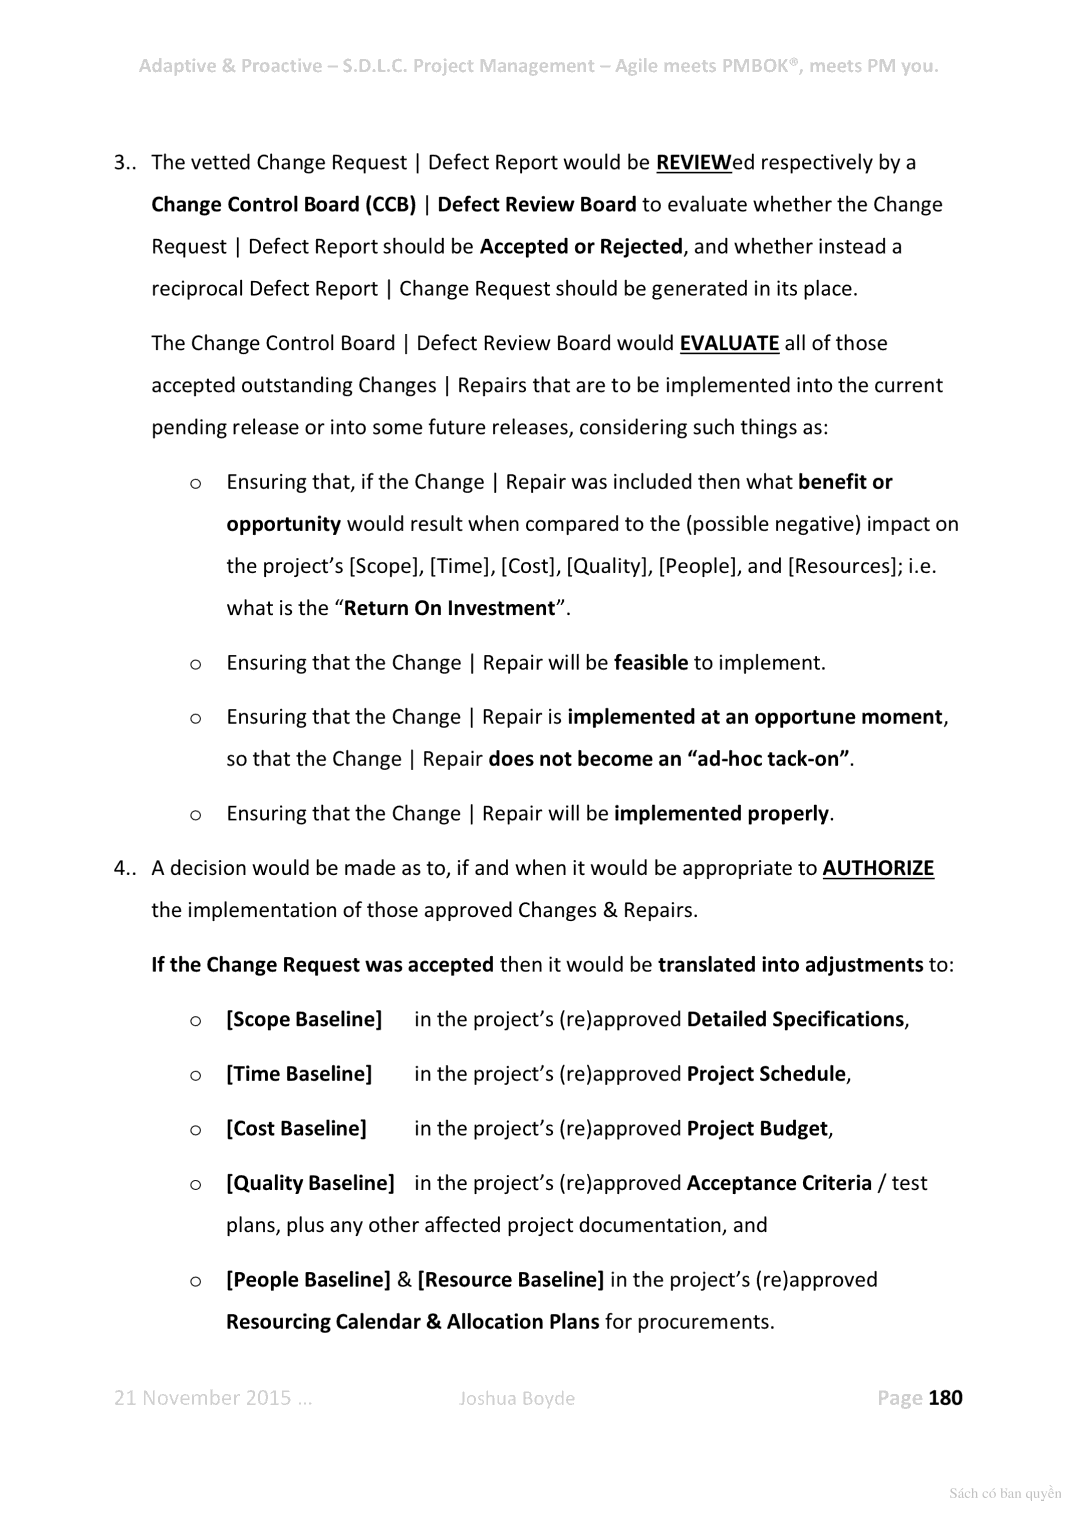 Adaptive & Proactive – S.D.L.C. Project Management – Agile meets PMBOK®, meets PM you.
3.. The vetted Change Request | Defect Report would be REVIEWed respectively by a
Change Control Board (CCB) | Defect Review Board to evaluate whether the Change
Request | Defect Report should be Accepted or Rejected, and whether instead a
reciprocal Defect Report | Change Request should be generated in its place.
The Change Control Board | Defect Review Board would EVALUATE all of those
accepted outstanding Changes | Repairs that are to be implemented into the current
pending release or into some future releases, considering such things as:
o Ensuring that, if the Change | Repair was included then what benefit or
opportunity would result when compared to the (possible negative) impact on
the project’s [Scope], [Time], [Cost], [Quality], [People], and [Resources]; i.e.
what is the “Return On Investment”.
o Ensuring that the Change | Repair will be feasible to implement.
o Ensuring that the Change | Repair is implemented at an opportune moment,
so that the Change | Repair does not become an “ad-hoc tack-on”.
o Ensuring that the Change | Repair will be implemented properly.
4.. A decision would be made as to, if and when it would be appropriate to AUTHORIZE
the implementation of those approved Changes & Repairs.
If the Change Request was accepted then it would be translated into adjustments to:
o [Scope Baseline] in the project’s (re)approved Detailed Specifications,
o [Time Baseline] in the project’s (re)approved Project Schedule,
o [Cost Baseline] in the project’s (re)approved Project Budget,
o [Quality Baseline] in the project’s (re)approved Acceptance Criteria / test
plans, plus any other affected project documentation, and
o [People Baseline] & [Resource Baseline] in the project’s (re)approved
Resourcing Calendar & Allocation Plans for procurements.
21 November 2015 ... Joshua Boyde Page 180
Sách có bản quyền